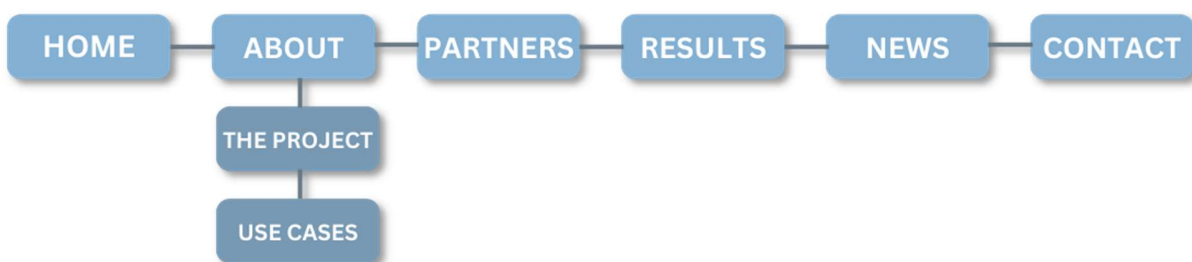 HOME
ABOUT
PARTNERS
RESULTS
NEWS
CONTACT
THE PROJECT
USE CASES